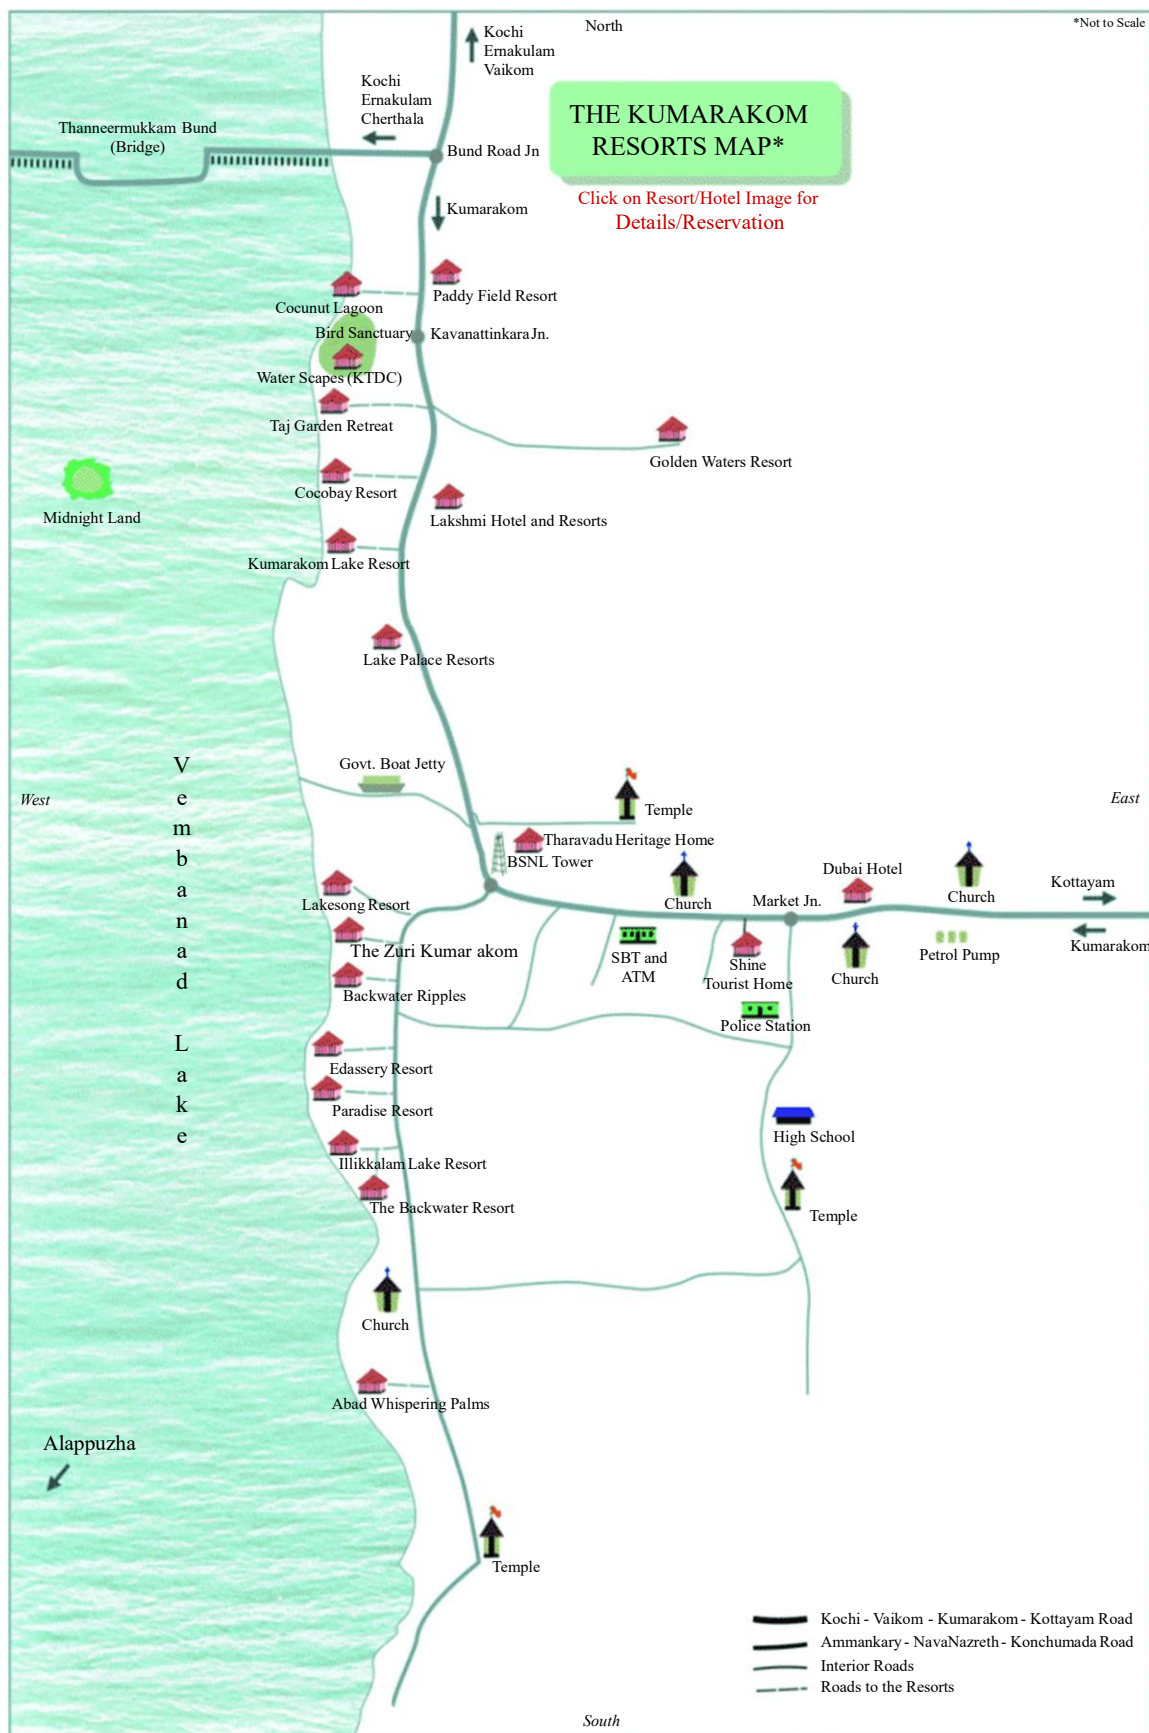 North
*Not to Scale
Kochi
Ernakulam
Vaikom
Kochi
Ernakulam
Cherthala
THE KUMARAKOM
RESORTS MAP*
Thanneermukkam Bund
(Bridge)
Bund Road Jn
Click on Resort/Hotel Image for
Details/Reservation
Kumarakom
Paddy Field Resort
Cocunut Lagoon
Bird Sanctuary
Kavanattinkara Jn.
Water Scapes (KTDC)
Taj Garden Retreat
Golden Waters Resort
Cocobay Resort
Midnight Land
Lakshmi Hotel and Resorts
Kumarakom Lake Resort
Lake Palace Resorts
Vembanad Lake
Govt. Boat Jetty
West
East
Temple
Tharavadu Heritage Home
BSNL Tower
Dubai Hotel
Kottayam
Church
Church
Market Jn.
Lakesong Resort
Kumarakom
The Zuri Kumar akom
SBT and
ATM
Shine
Tourist Home
Church
Petrol Pump
Backwater Ripples
Police Station
Edassery Resort
Paradise Resort
High School
Illikkalam Lake Resort
The Backwater Resort
Temple
Church
Abad Whispering Palms
Alappuzha
Temple
Kochi - Vaikom - Kumarakom - Kottayam Road
Ammankary - NavaNazreth - Konchumada Road
Interior Roads
Roads to the Resorts
South